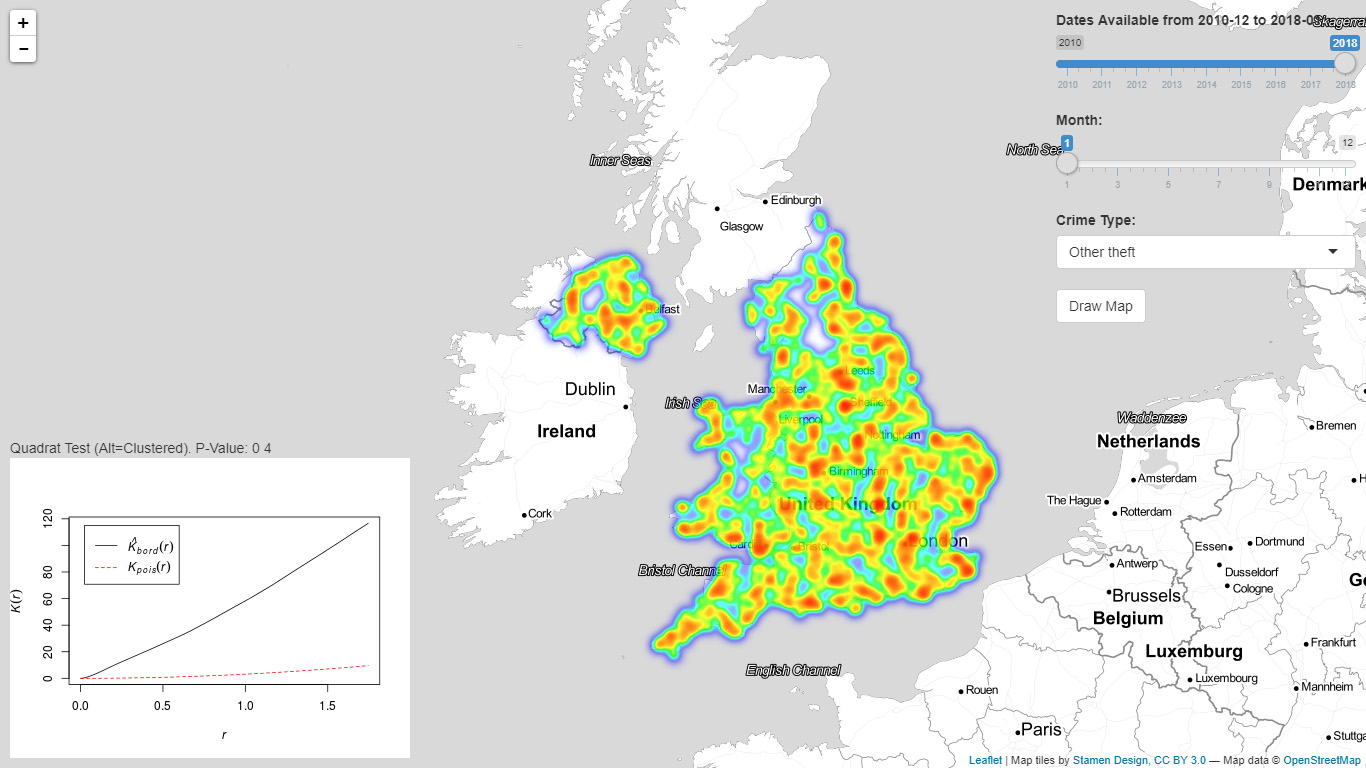 +
−
Dates Available from 2010-12 to 2018-0
Skagerra
2010
2018
2010 2011 2012 2013 2014 2015 2016 2017 2018
Month:
1
12
1 3 5 7 9
North Sea
Denmark
Crime Type:
Other theft
Draw Map
Inner Seas
Edinburgh
Glasgow
Belfast
Leeds
Manchester
Dublin
Irish Sea
Sheffield
Liverpool
Ireland
Nottingham
Waddenzee
Bremen
Netherlands
Birmingham
Amsterdam
H
The Hague
United Kingdom
Rotterdam
Cork
London
Cardiff
Bristol
Essen
Dortmund
Bristol Channel
Antwerp
Dusseldorf
Ge
Cologne
Brussels
Belgium
Frankfurt
Luxemburg
English Channel
Luxembourg
Mannheim
Rouen
Paris
Stuttga
Quadrat Test (Alt=Clustered). P-Value: 0 4
K̂bord(r)
Kpois(r)
K(r)
120
80
60
40
20
0
0.0 0.5 1.0 1.5
r
Leaflet | Map tiles by Stamen Design, CC BY 3.0 — Map data © OpenStreetMap